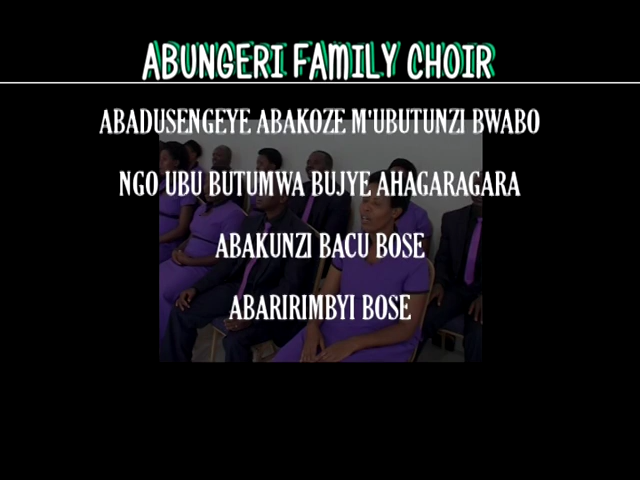 ABUNGERI FAMILY CHOIR
ABADUSENGEYE ABAKOZE M'UBUTUNZI BWABO
NGO UBU BUTUMWA BUJYE AHAGARAGARA
ABAKUNZI BACU BOSE
ABARIRIMBYI BOSE